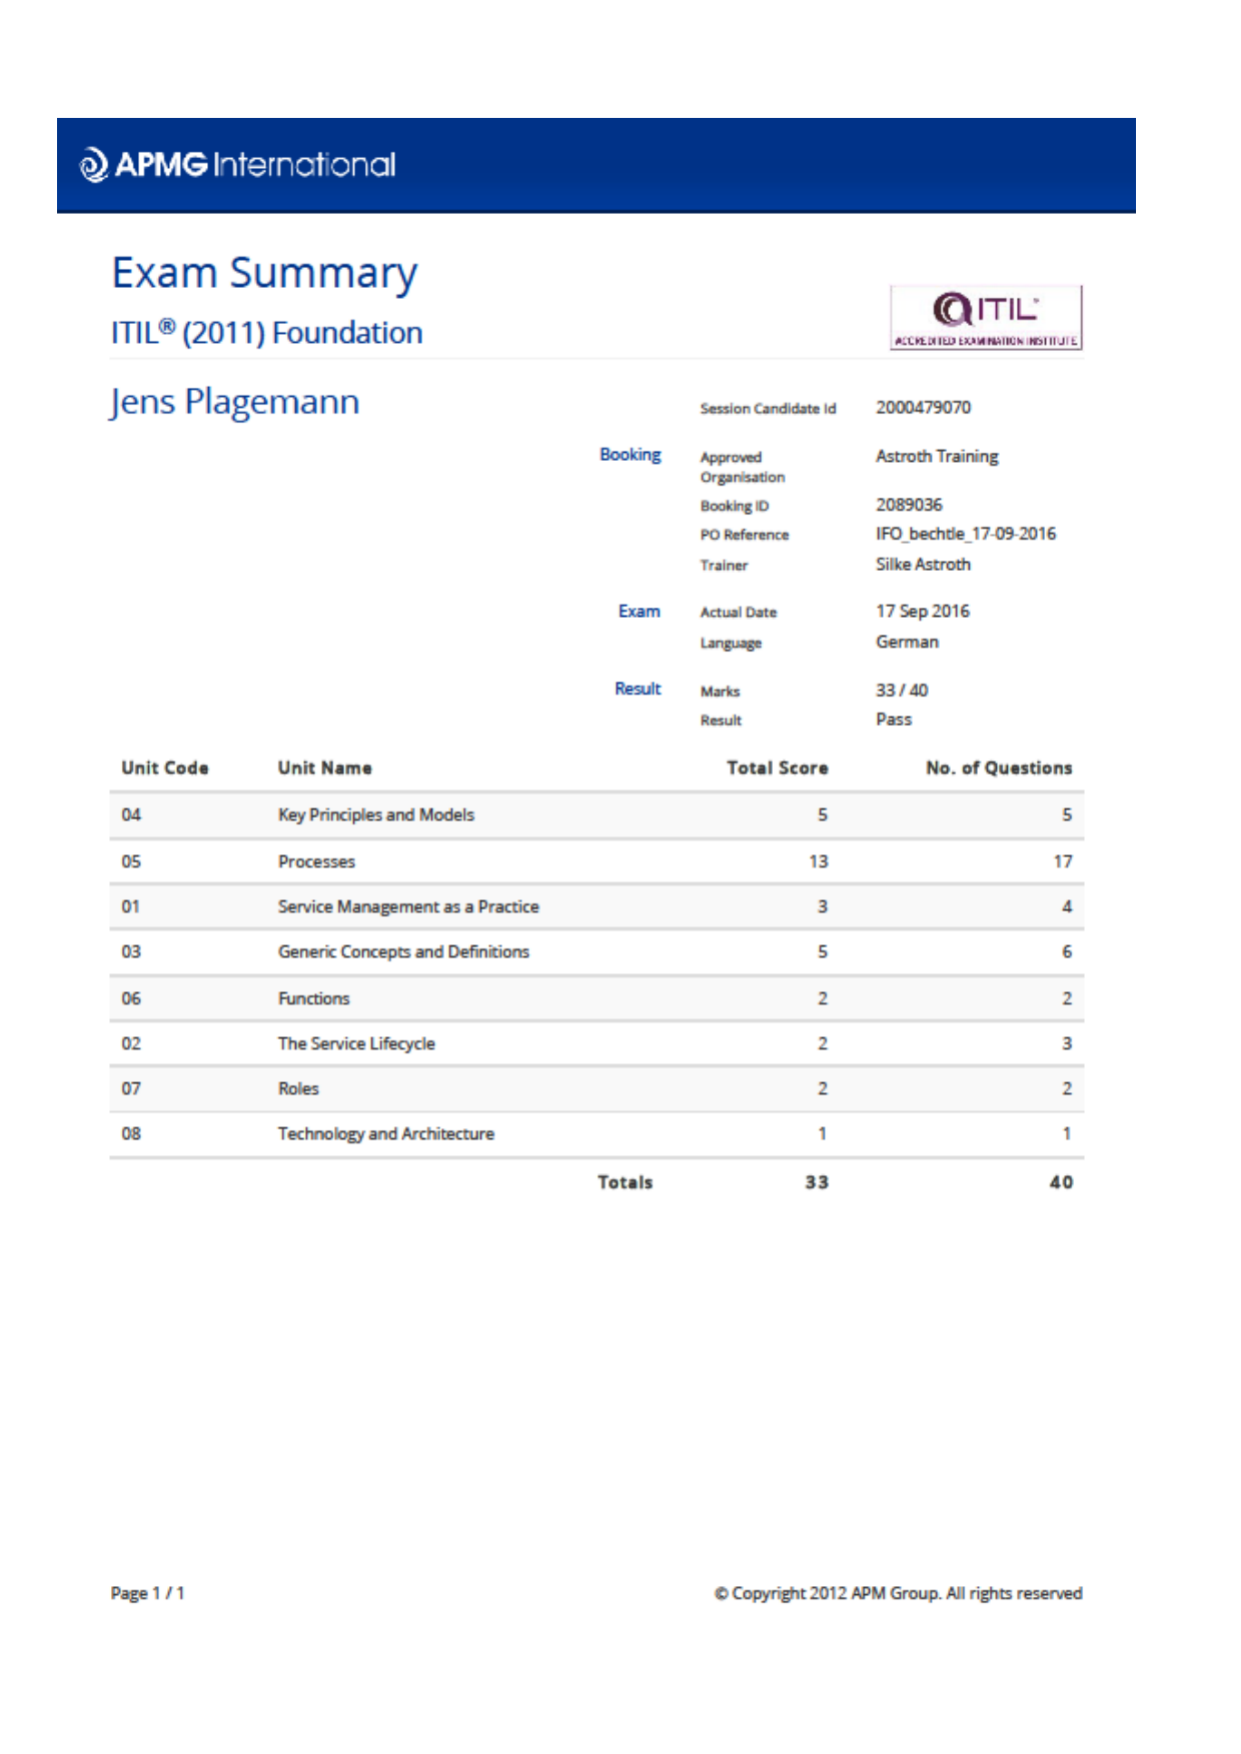 APMG International
Exam Summary
ITIL® (2011) Foundation
ITIL®
ACCREDITED EXAMINATION INSTITUTE
Jens Plagemann
Session Candidate Id 2000479070
Booking Approved Organisation Astroth Training
Booking ID 2089036
PO Reference IFO_bechtle_17-09-2016
Trainer Silke Astroth
Exam Actual Date 17 Sep 2016
Language German
Result Marks 33 / 40
Result Pass
Unit Code Unit Name Total Score No. of Questions
04 Key Principles and Models 5 5
05 Processes 13 17
01 Service Management as a Practice 3 4
03 Generic Concepts and Definitions 5 6
06 Functions 2 2
02 The Service Lifecycle 2 3
07 Roles 2 2
08 Technology and Architecture 1 1
Totals 33 40
Page 1 / 1 © Copyright 2012 APM Group. All rights reserved